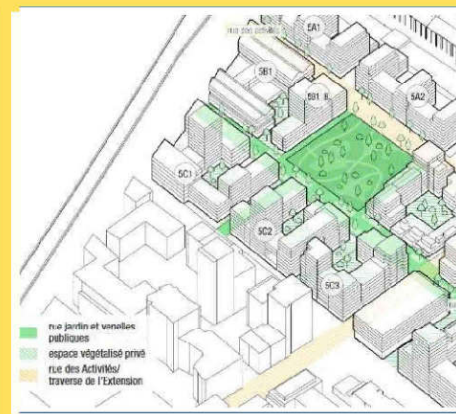 5A1
rue des activités
5B1
5B1 B.
5A2
5C1
5C2
5C3
rue jardin et venelles
publiques
espace végétalisé privé
rue des Activités/
traverse de l'Extension